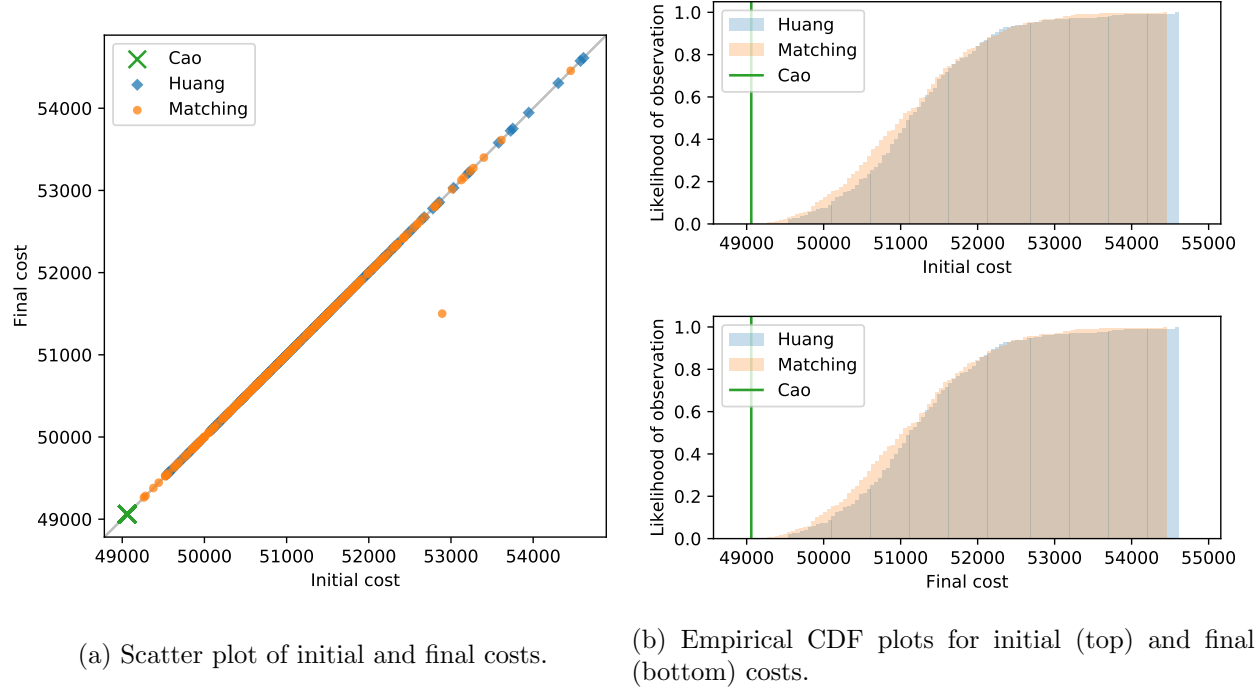 Cao
Huang
Matching
54000
53000
52000
51000
50000
49000
Final cost
49000 50000 51000 52000 53000 54000
Initial cost
(a) Scatter plot of initial and final costs.
Huang
Matching
Cao
1.0
0.8
0.6
0.4
0.2
0.0
Likelihood of observation
49000 50000 51000 52000 53000 54000 55000
Initial cost
Huang
Matching
Cao
1.0
0.8
0.6
0.4
0.2
0.0
Likelihood of observation
49000 50000 51000 52000 53000 54000 55000
Final cost
(b) Empirical CDF plots for initial (top) and final
(bottom) costs.